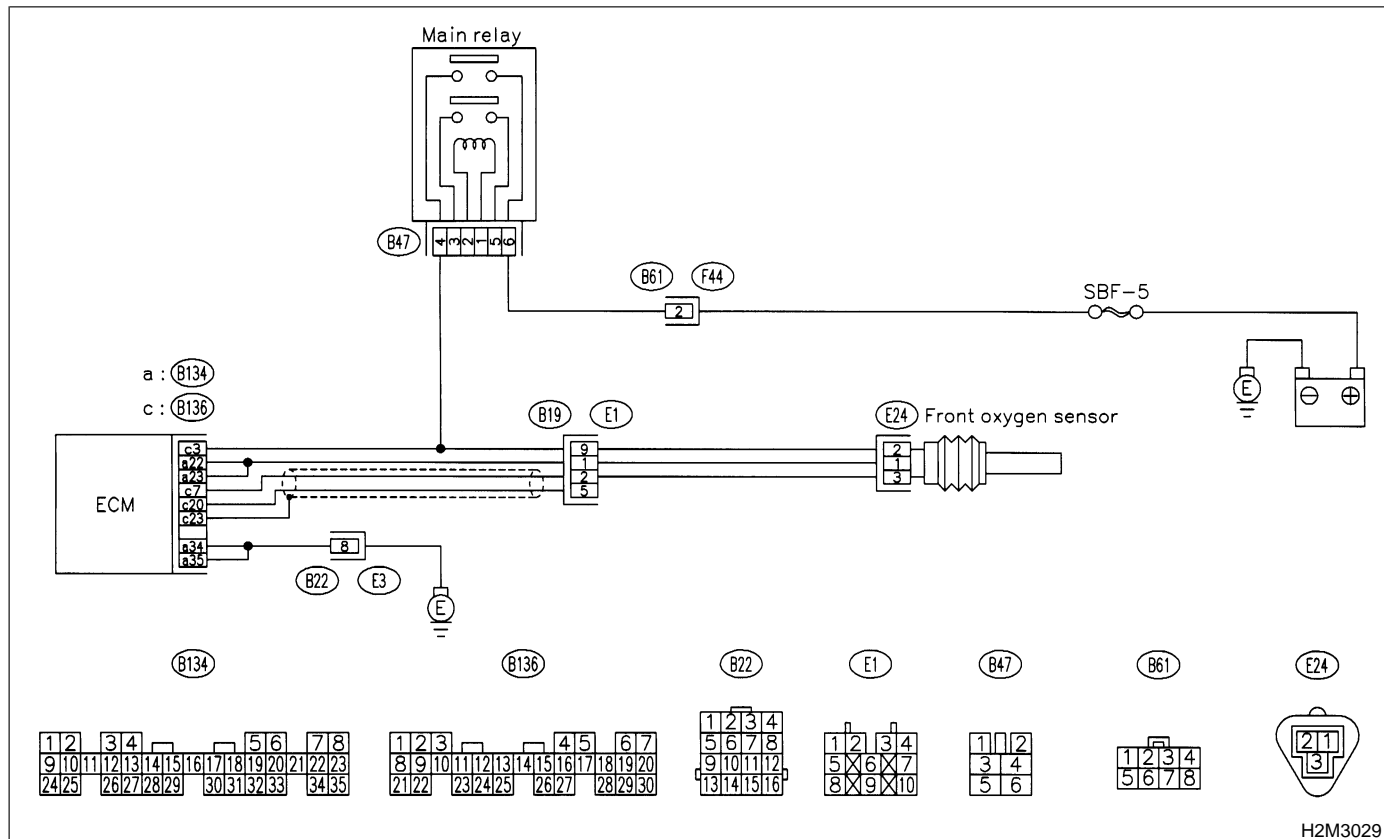 Main relay
B47
4 3 2 1 5 6
B61 F44
2
SBF-5
E
⊖ ⊕
a : B134
c : B136
B19 E1
E24 Front oxygen sensor
ECM
c3
a22
a23
c7
c20
c23
a34
a35
9
1
2
5
2
1
3
8
B22 E3
E
B134 B136 B22 E1 B47 B61 E24
1 2 3 4 5 6 7 8
9 10 11 12 13 14 15 16 17 18 19 20 21 22 23
24 25 26 27 28 29 30 31 32 33 34 35
1 2 3 4 5 6 7
8 9 10 11 12 13 14 15 16 17 18 19 20
21 22 23 24 25 26 27 28 29 30
1 2 3 4
5 6 7 8
9 10 11 12
13 14 15 16
1 2 3 4
5 6 7
8 9 10
1 2
3 4
5 6
1 2 3 4
5 6 7 8
2 1
3
H2M3029